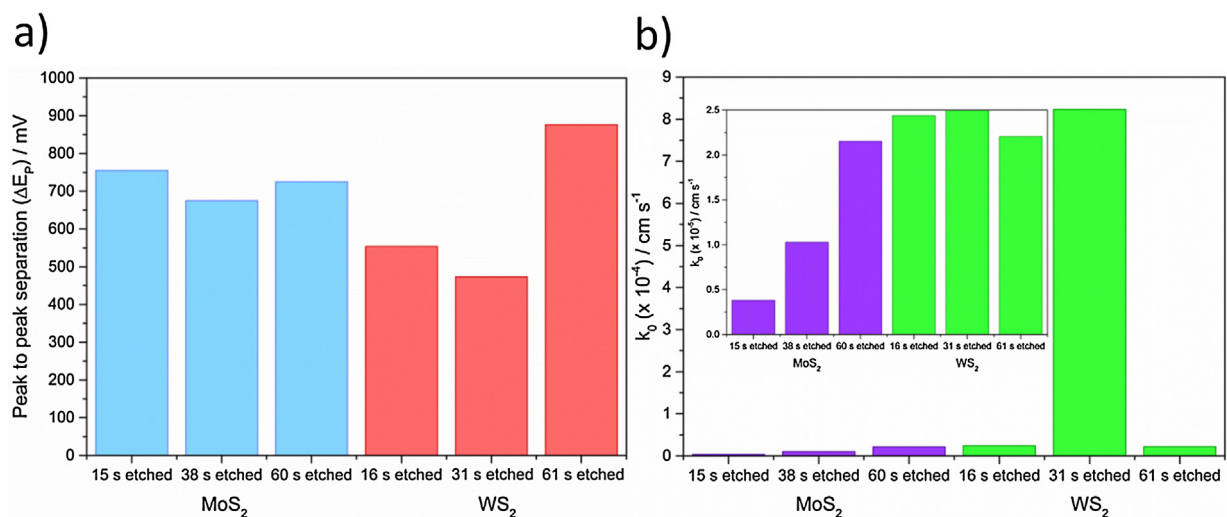 a)
1000
900
800
700
600
500
400
300
200
100
0
Peak to peak separation (ΔEP) / mV
15 s etched 38 s etched 60 s etched 16 s etched 31 s etched 61 s etched
MoS2 WS2
b)
9
8
7
6
5
4
3
2
1
0
k0 (x 10-4) / cm s-1
2.5
2.0
1.5
1.0
0.5
0.0
k0 (x 10-5) / cm s-1
15 s etched 38 s etched 60 s etched 16 s etched 31 s etched 61 s etched
MoS2 WS2
15 s etched 38 s etched 60 s etched 16 s etched 31 s etched 61 s etched
MoS2 WS2